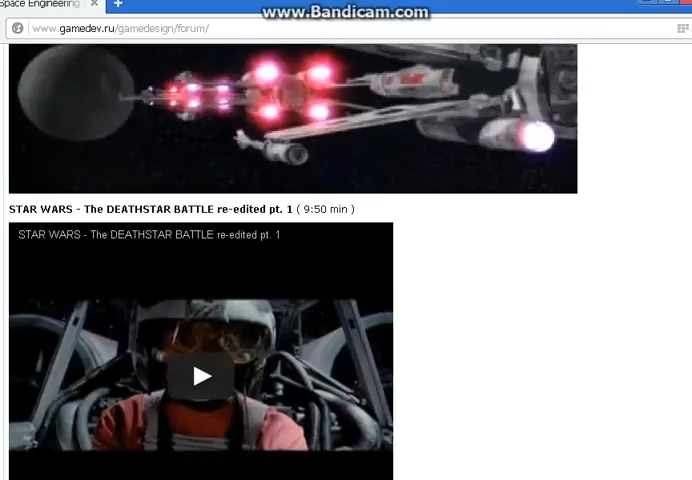 www.Bandicam.com
Space Engineering
www.gamedev.ru/gamedesign/forum/
STAR WARS - The DEATHSTAR BATTLE re-edited pt. 1 ( 9:50 min )
STAR WARS - The DEATHSTAR BATTLE re-edited pt. 1